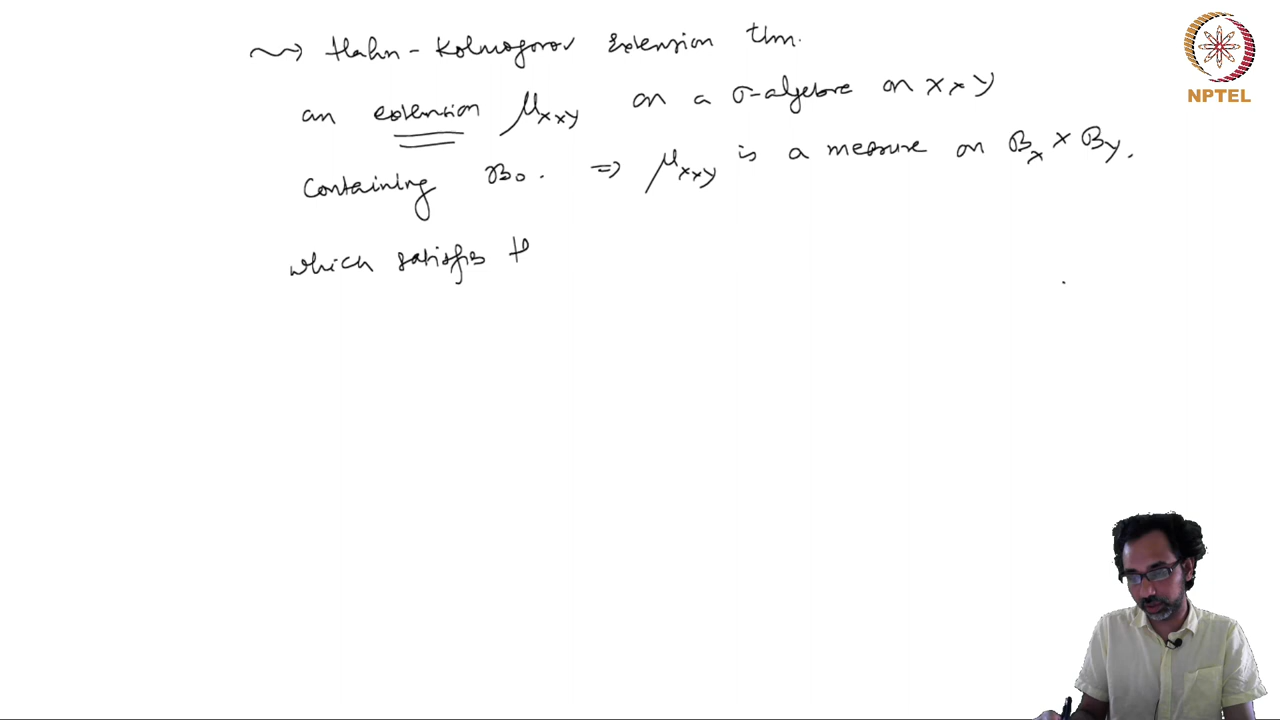 ⇝ Hahn-Kolmogorov Extension thm.
an extension μ_{X×Y} on a σ-algebra on X×Y
containing B₀. ⇒ μ_{X×Y} is a measure on B_X × B_Y.
which satisfies t
NPTEL